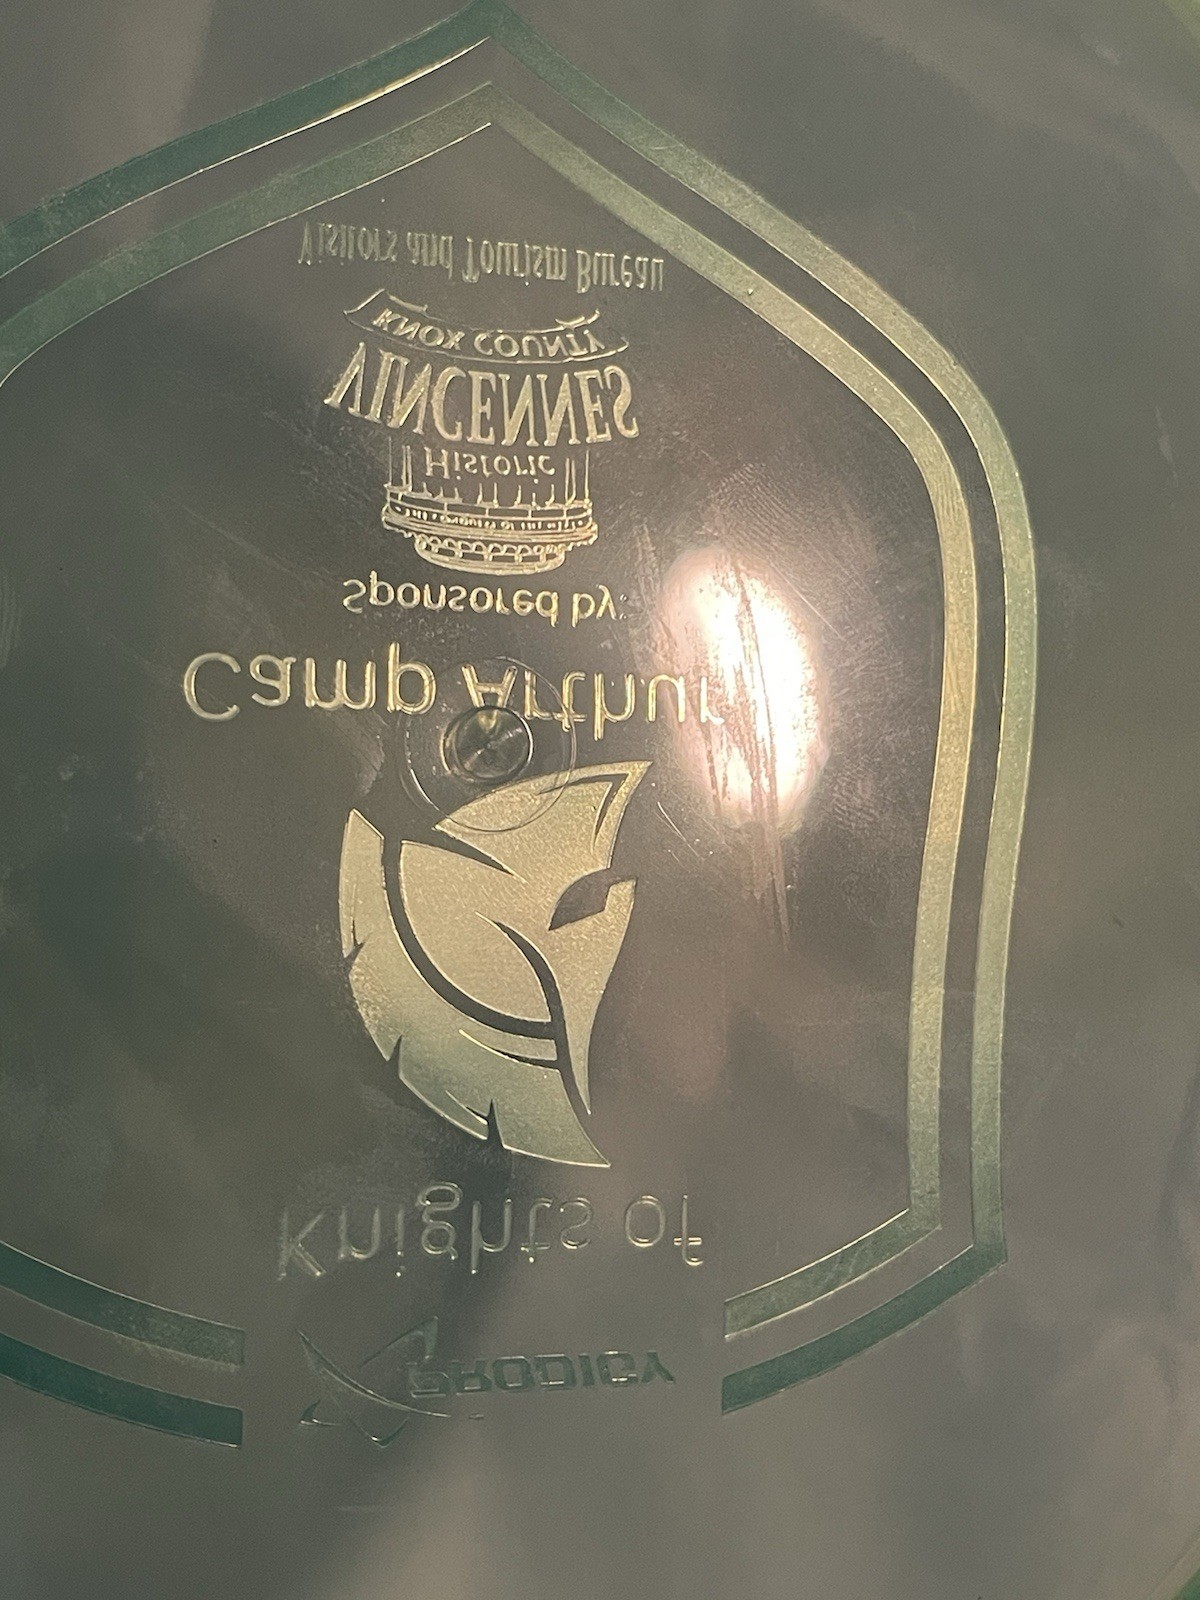 PRODIGY
Knights of
Camp Arthur
Sponsored by:
Historic
VINCENNES
KNOX COUNTY
Visitors and Tourism Bureau